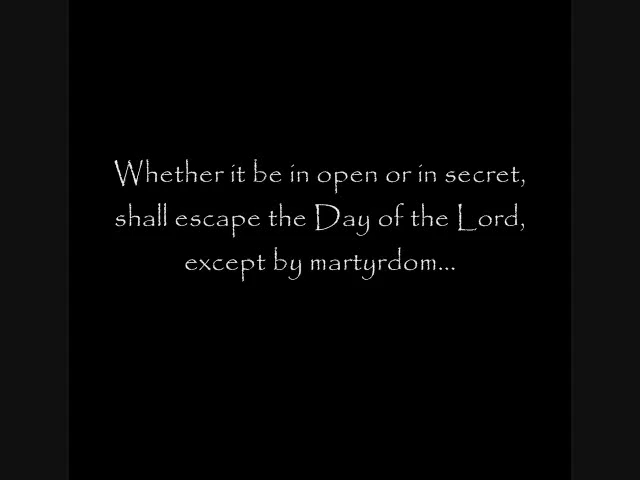 Whether it be in open or in secret,
shall escape the Day of the Lord,
except by martyrdom...